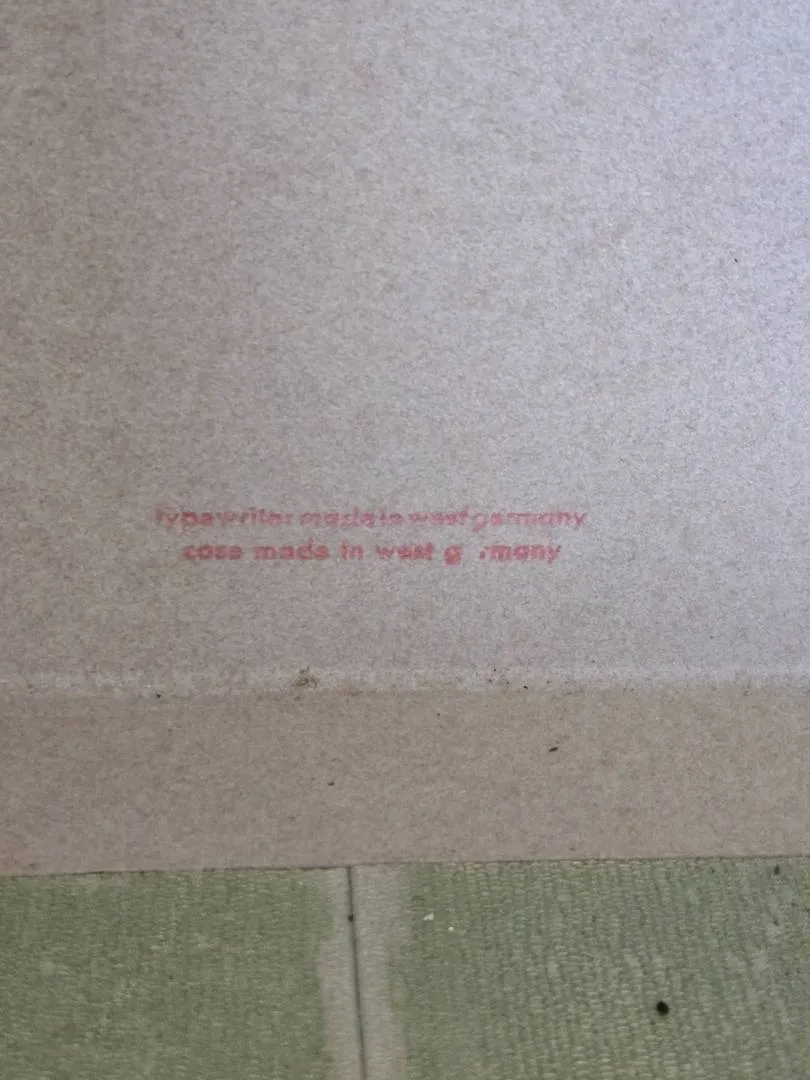 typewriter made in west germany
case made in west g rmany